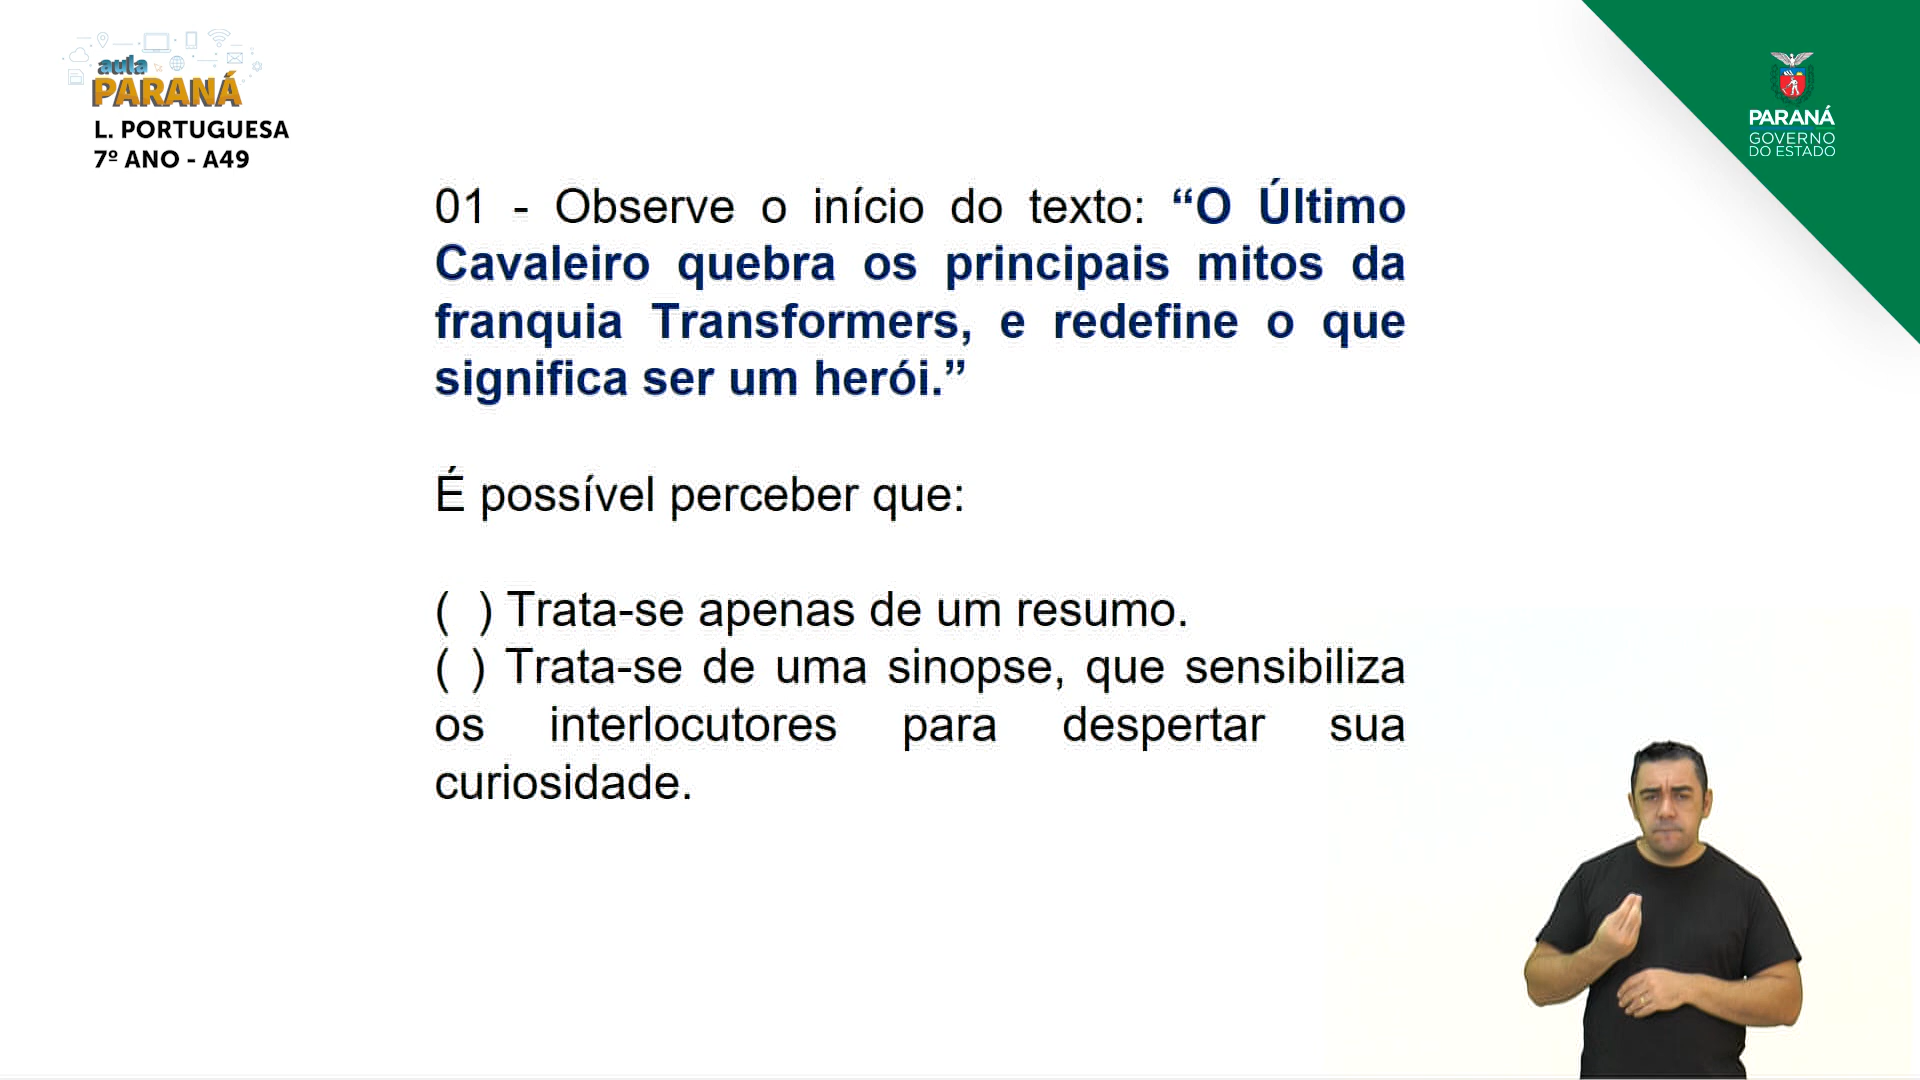 aula
PARANÁ
L. PORTUGUESA
7º ANO - A49
PARANÁ
GOVERNO
DO ESTADO
01 - Observe o início do texto: “O Último
Cavaleiro quebra os principais mitos da
franquia Transformers, e redefine o que
significa ser um herói.”
É possível perceber que:
(  ) Trata-se apenas de um resumo.
( ) Trata-se de uma sinopse, que sensibiliza
os interlocutores para despertar sua
curiosidade.